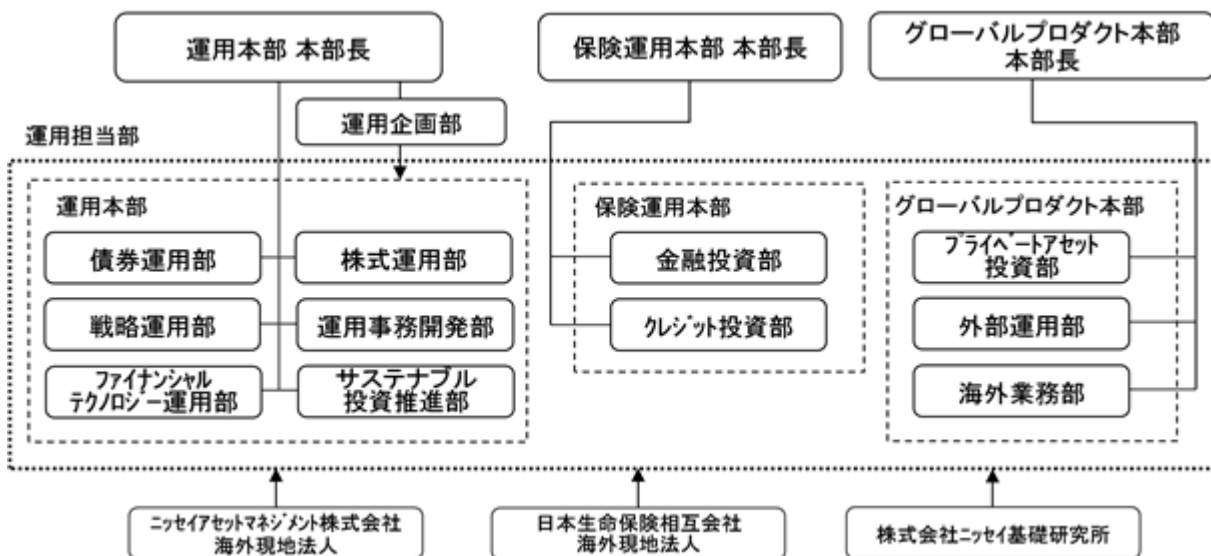 運用本部 本部長
保険運用本部 本部長
グローバルプロダクト本部
本部長
運用企画部
運用担当部
運用本部
債券運用部
株式運用部
戦略運用部
運用事務開発部
ファイナンシャル
テクノロジー運用部
サステナブル
投資推進部
保険運用本部
金融投資部
クレジット投資部
グローバルプロダクト本部
プライベートアセット
投資部
外部運用部
海外業務部
ニッセイアセットマネジメント株式会社
海外現地法人
日本生命保険相互会社
海外現地法人
株式会社ニッセイ基礎研究所